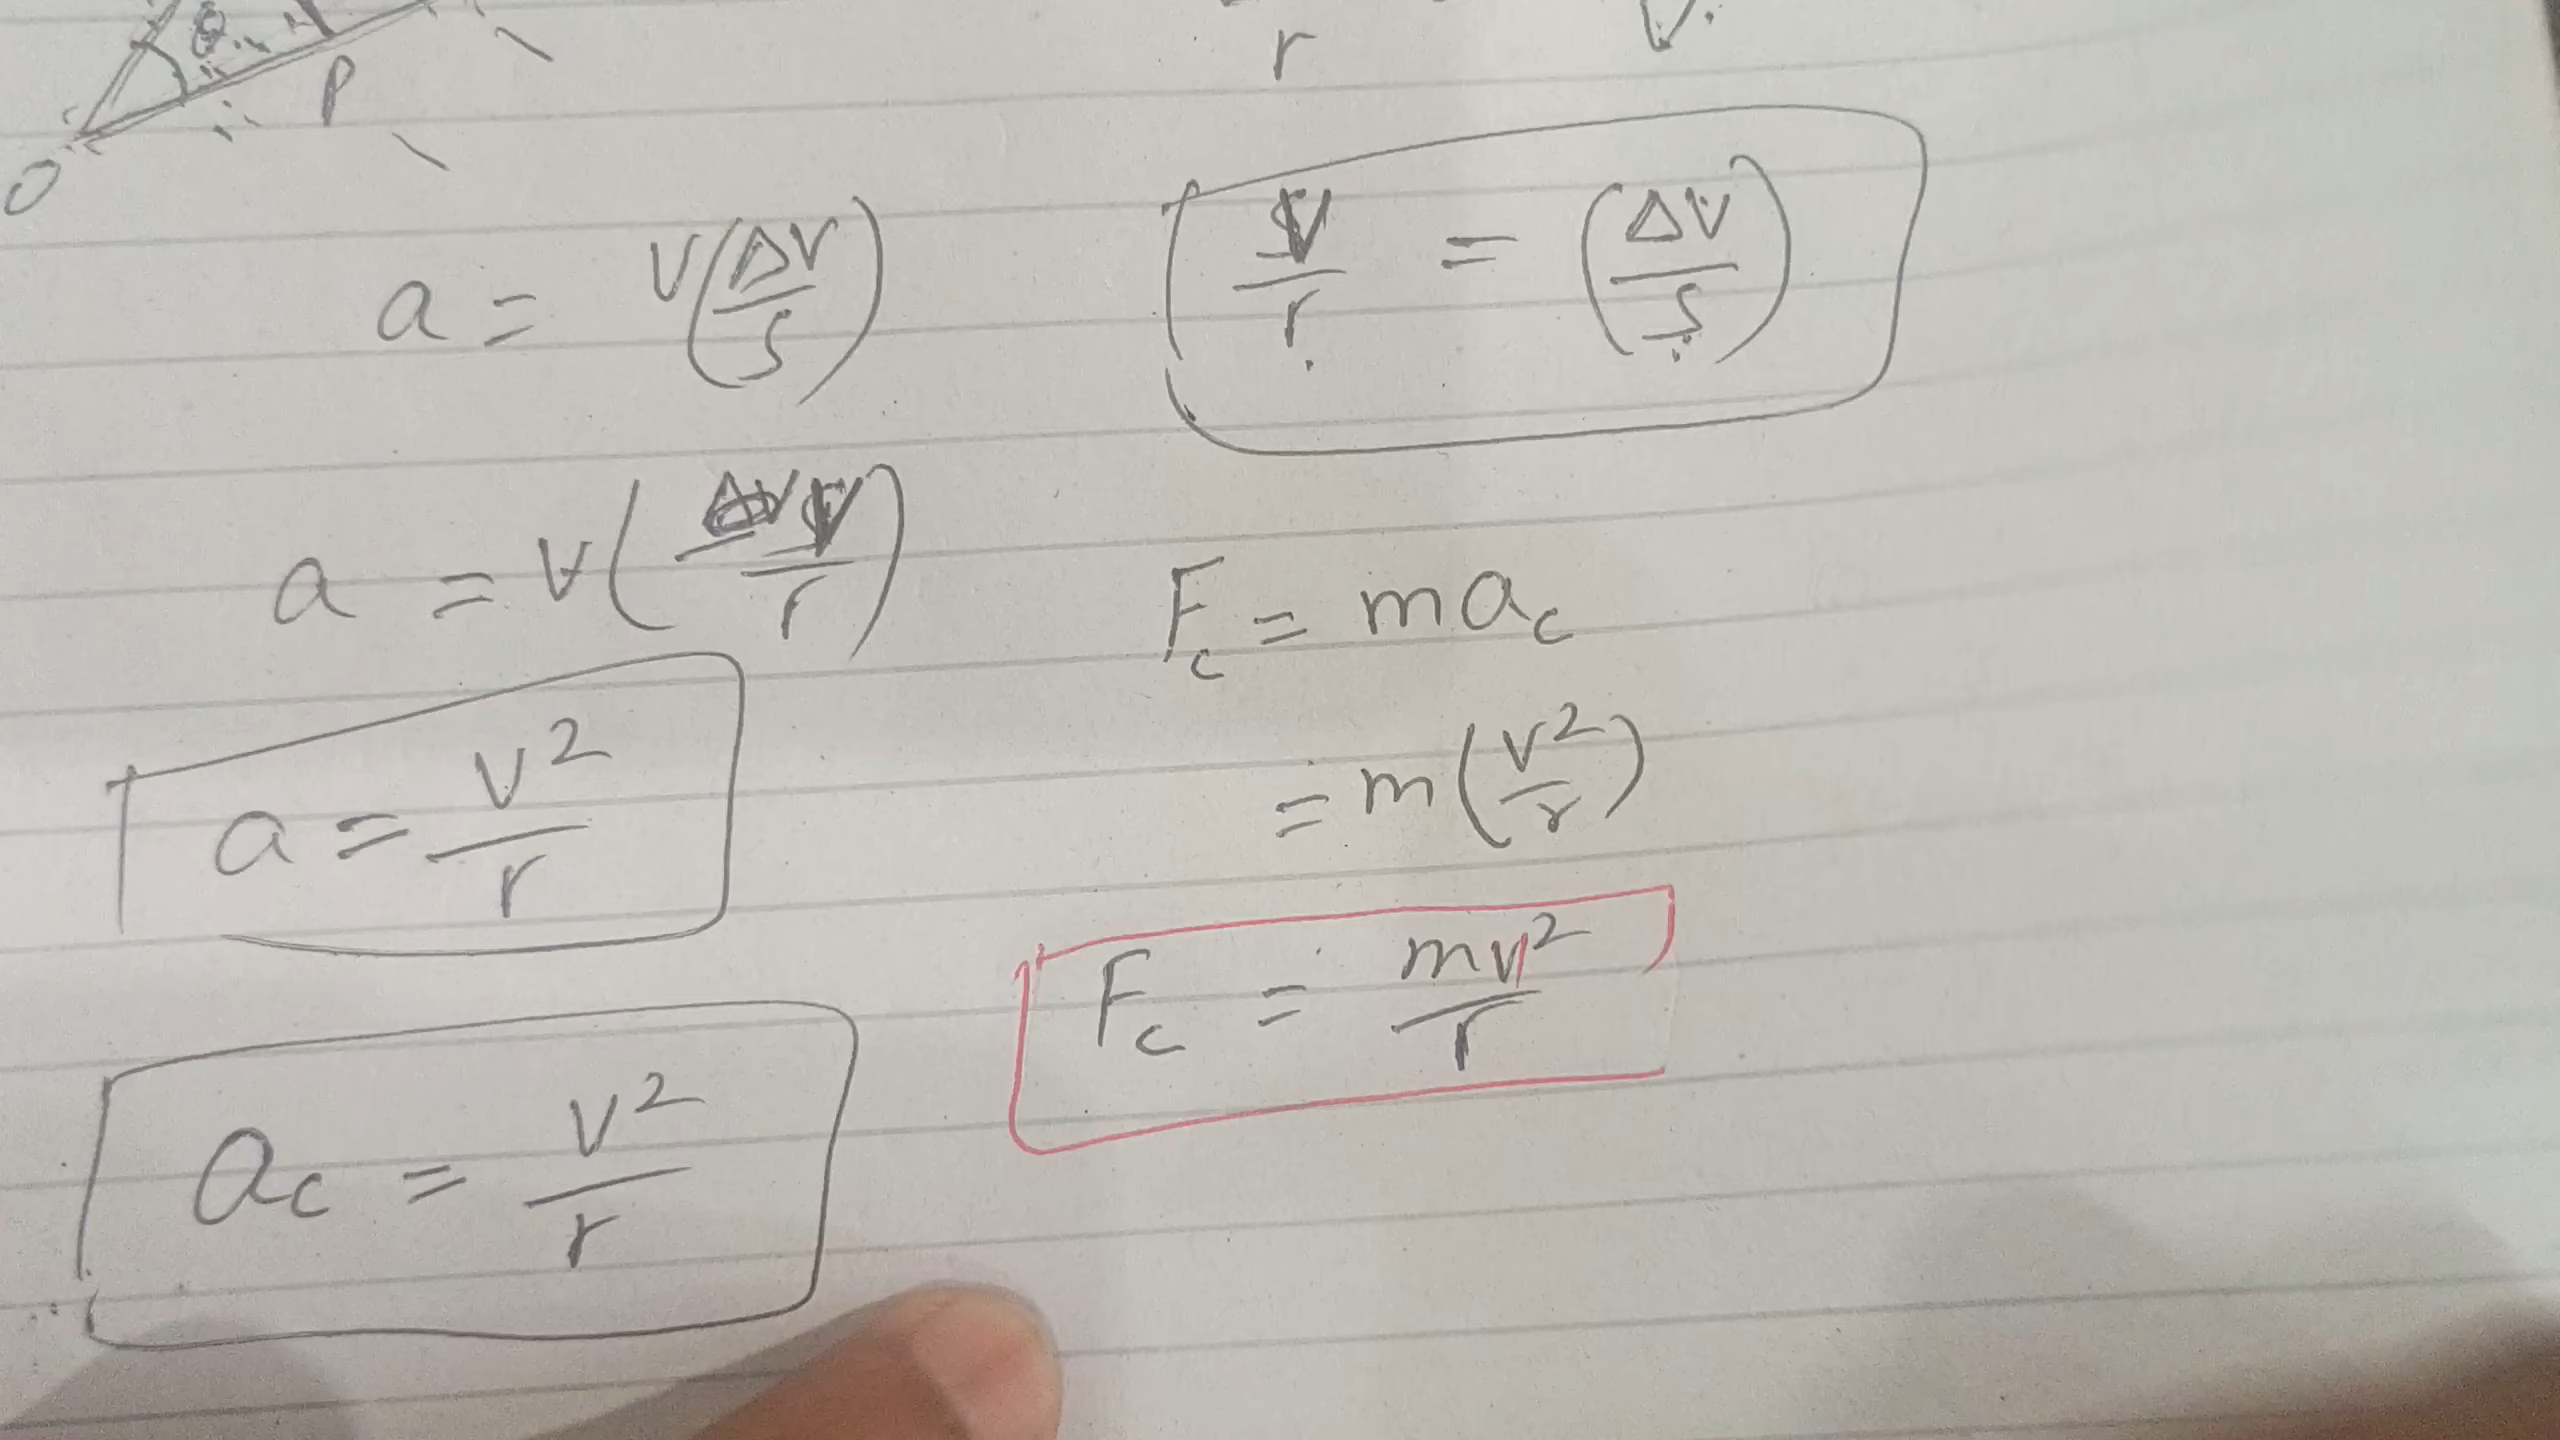 θ
P
O
r
V
a = V(ΔV/S)
V/r = (ΔV/S)
a = v(V/r)
a = V²/r
a_c = V²/r
F_c = ma_c
= m(V²/r)
F_c = mv²/r